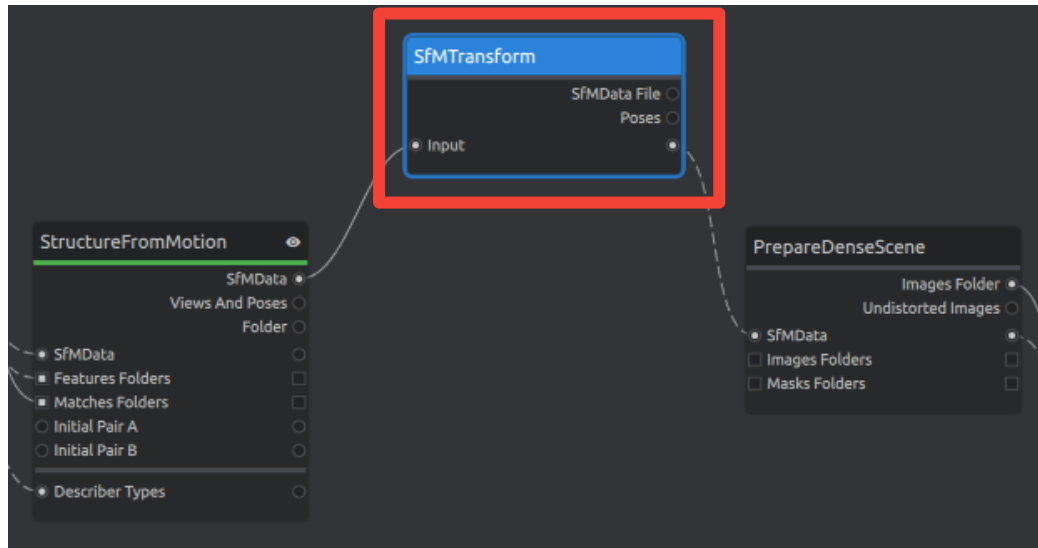 SfMTransform
SfMData File
Poses
Input
StructureFromMotion
SfMData
Views And Poses
Folder
SfMData
Features Folders
Matches Folders
Initial Pair A
Initial Pair B
Describer Types
PrepareDenseScene
Images Folder
Undistorted Images
SfMData
Images Folders
Masks Folders